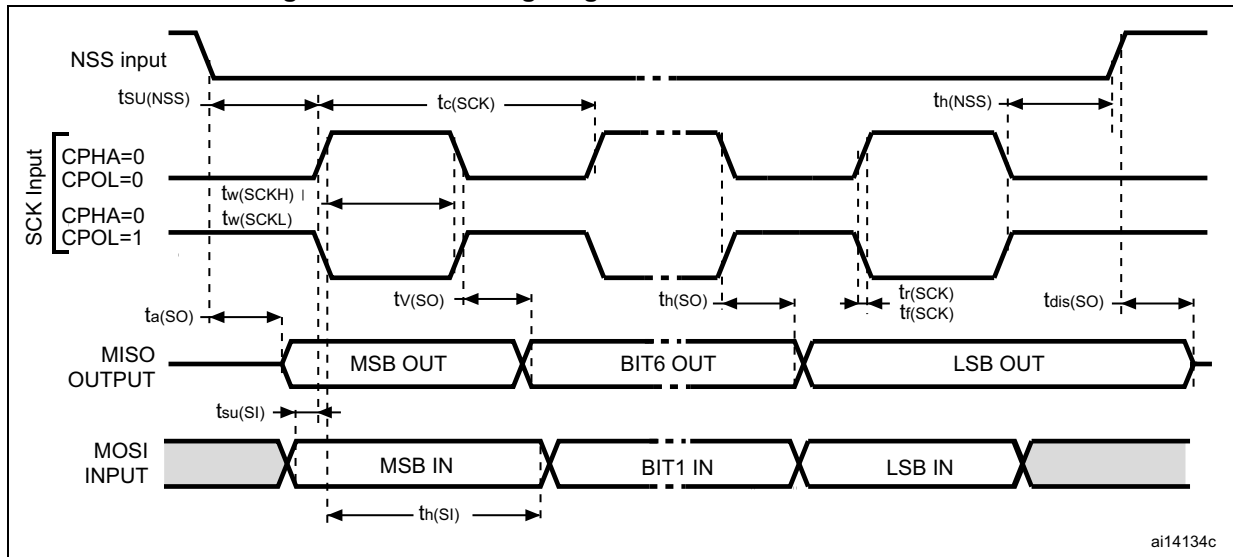 NSS input
tSU(NSS)
tc(SCK)
th(NSS)
SCK Input
CPHA=0
CPOL=0
tw(SCKH)
CPHA=0
tw(SCKL)
CPOL=1
tV(SO)
th(SO)
tr(SCK)
tf(SCK)
tdis(SO)
ta(SO)
MISO
OUTPUT
MSB OUT
BIT6 OUT
LSB OUT
tsu(SI)
MOSI
INPUT
MSB IN
BIT1 IN
LSB IN
th(SI)
ai14134c